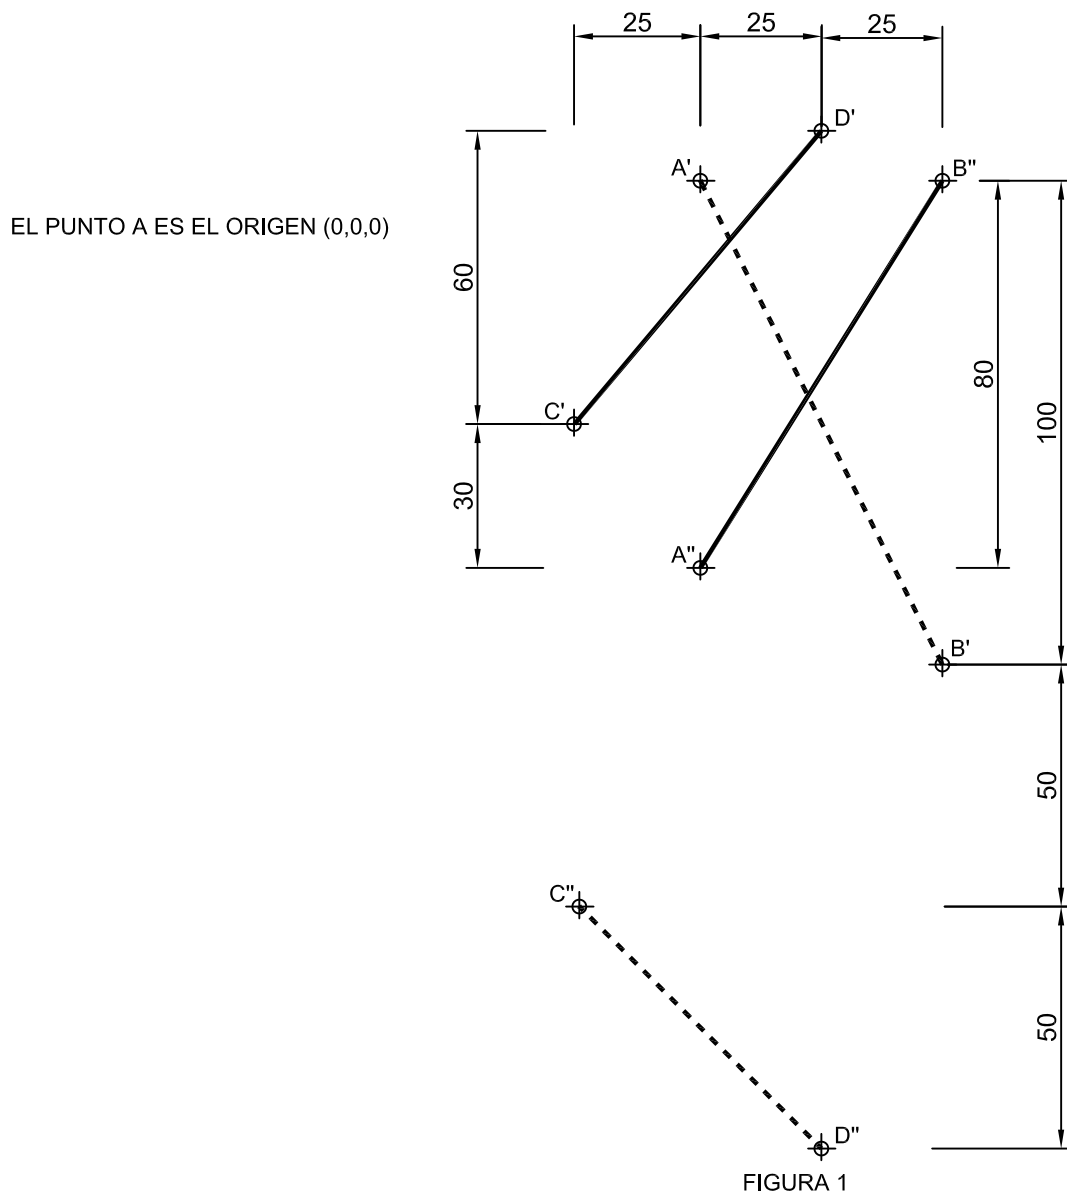 25 25 25
D'
A' B"
EL PUNTO A ES EL ORIGEN (0,0,0)
60
80
100
C'
30
A"
B'
50
C"
50
D"
FIGURA 1